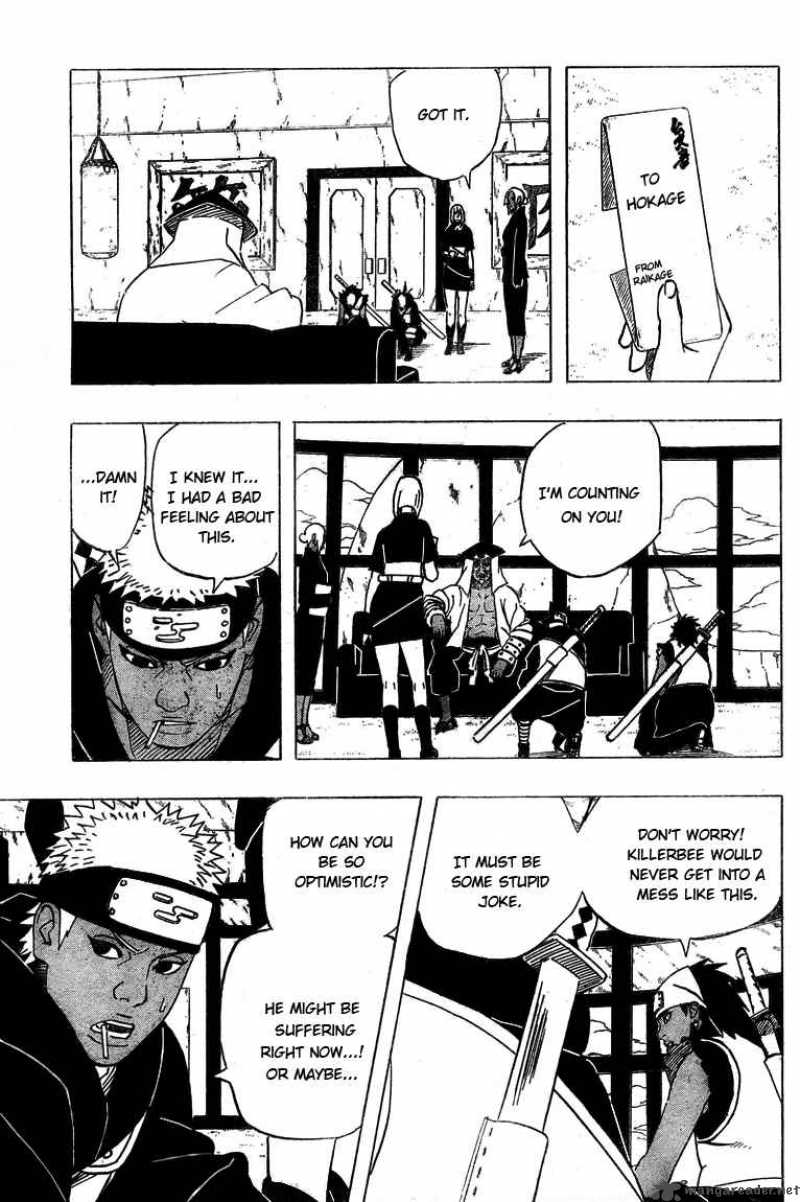 TO
HOKAGE
FROM
RAIKAGE
GOT IT.
I'M COUNTING
ON YOU!
I KNEW IT...
I HAD A BAD
FEELING ABOUT
THIS.
...DAMN
IT!
DON'T WORRY!
KILLERBEE WOULD
NEVER GET INTO A
MESS LIKE THIS.
IT MUST BE
SOME STUPID
JOKE.
HOW CAN YOU
BE SO
OPTIMISTIC!?
HE MIGHT BE
SUFFERING
RIGHT NOW...!
OR MAYBE...
mangareader.net